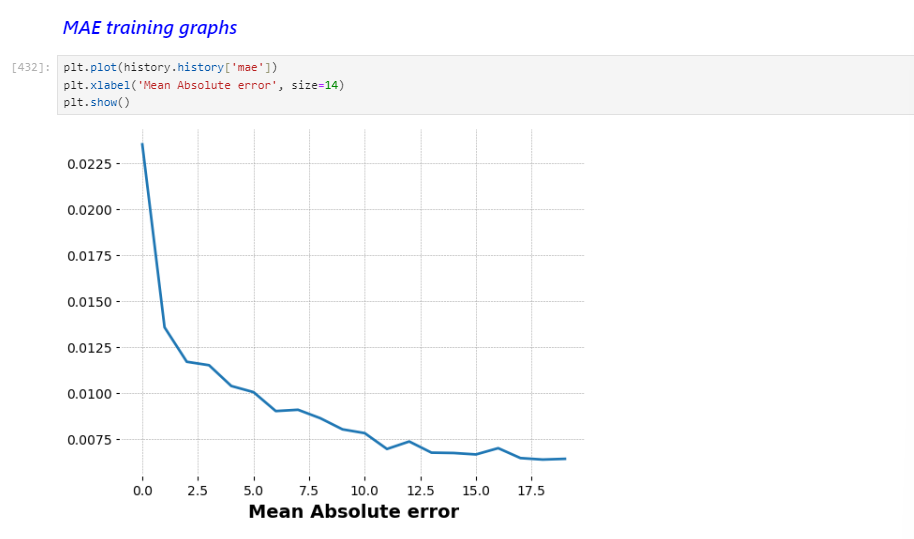 MAE training graphs
[432]: plt.plot(history.history['mae'])
plt.xlabel('Mean Absolute error', size=14)
plt.show()
0.0225
0.0200
0.0175
0.0150
0.0125
0.0100
0.0075
0.0 2.5 5.0 7.5 10.0 12.5 15.0 17.5
Mean Absolute error